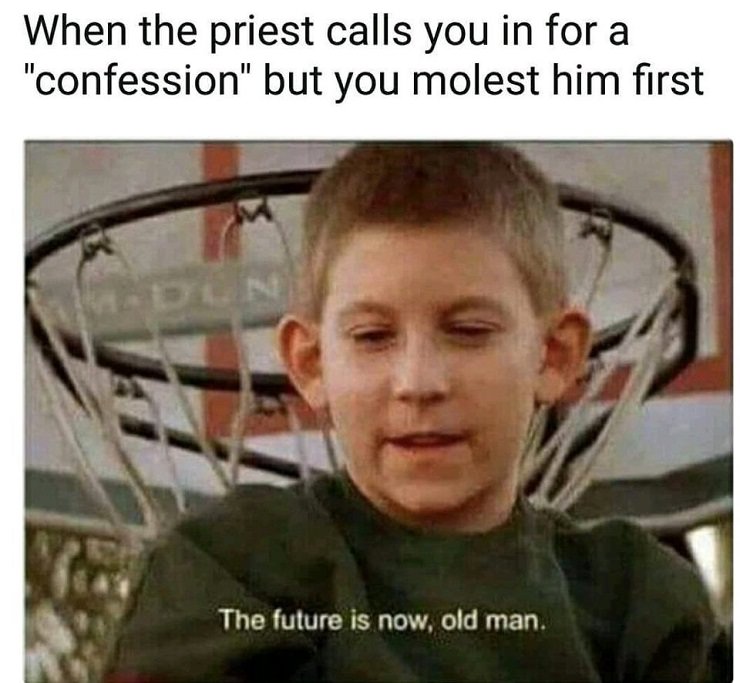 When the priest calls you in for a
"confession" but you molest him first
The future is now, old man.